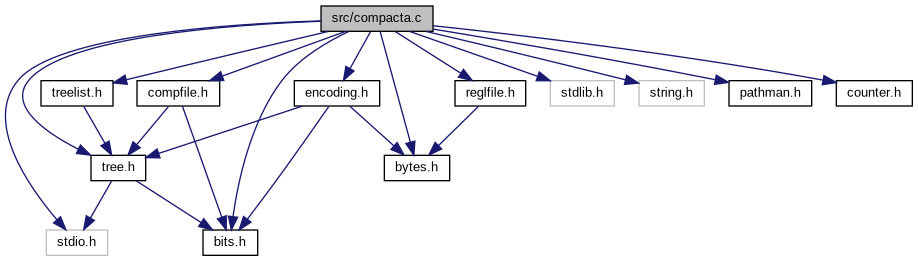 src/compacta.c
treelist.h
compfile.h
encoding.h
reglfile.h
stdlib.h
string.h
pathman.h
counter.h
tree.h
bytes.h
stdio.h
bits.h